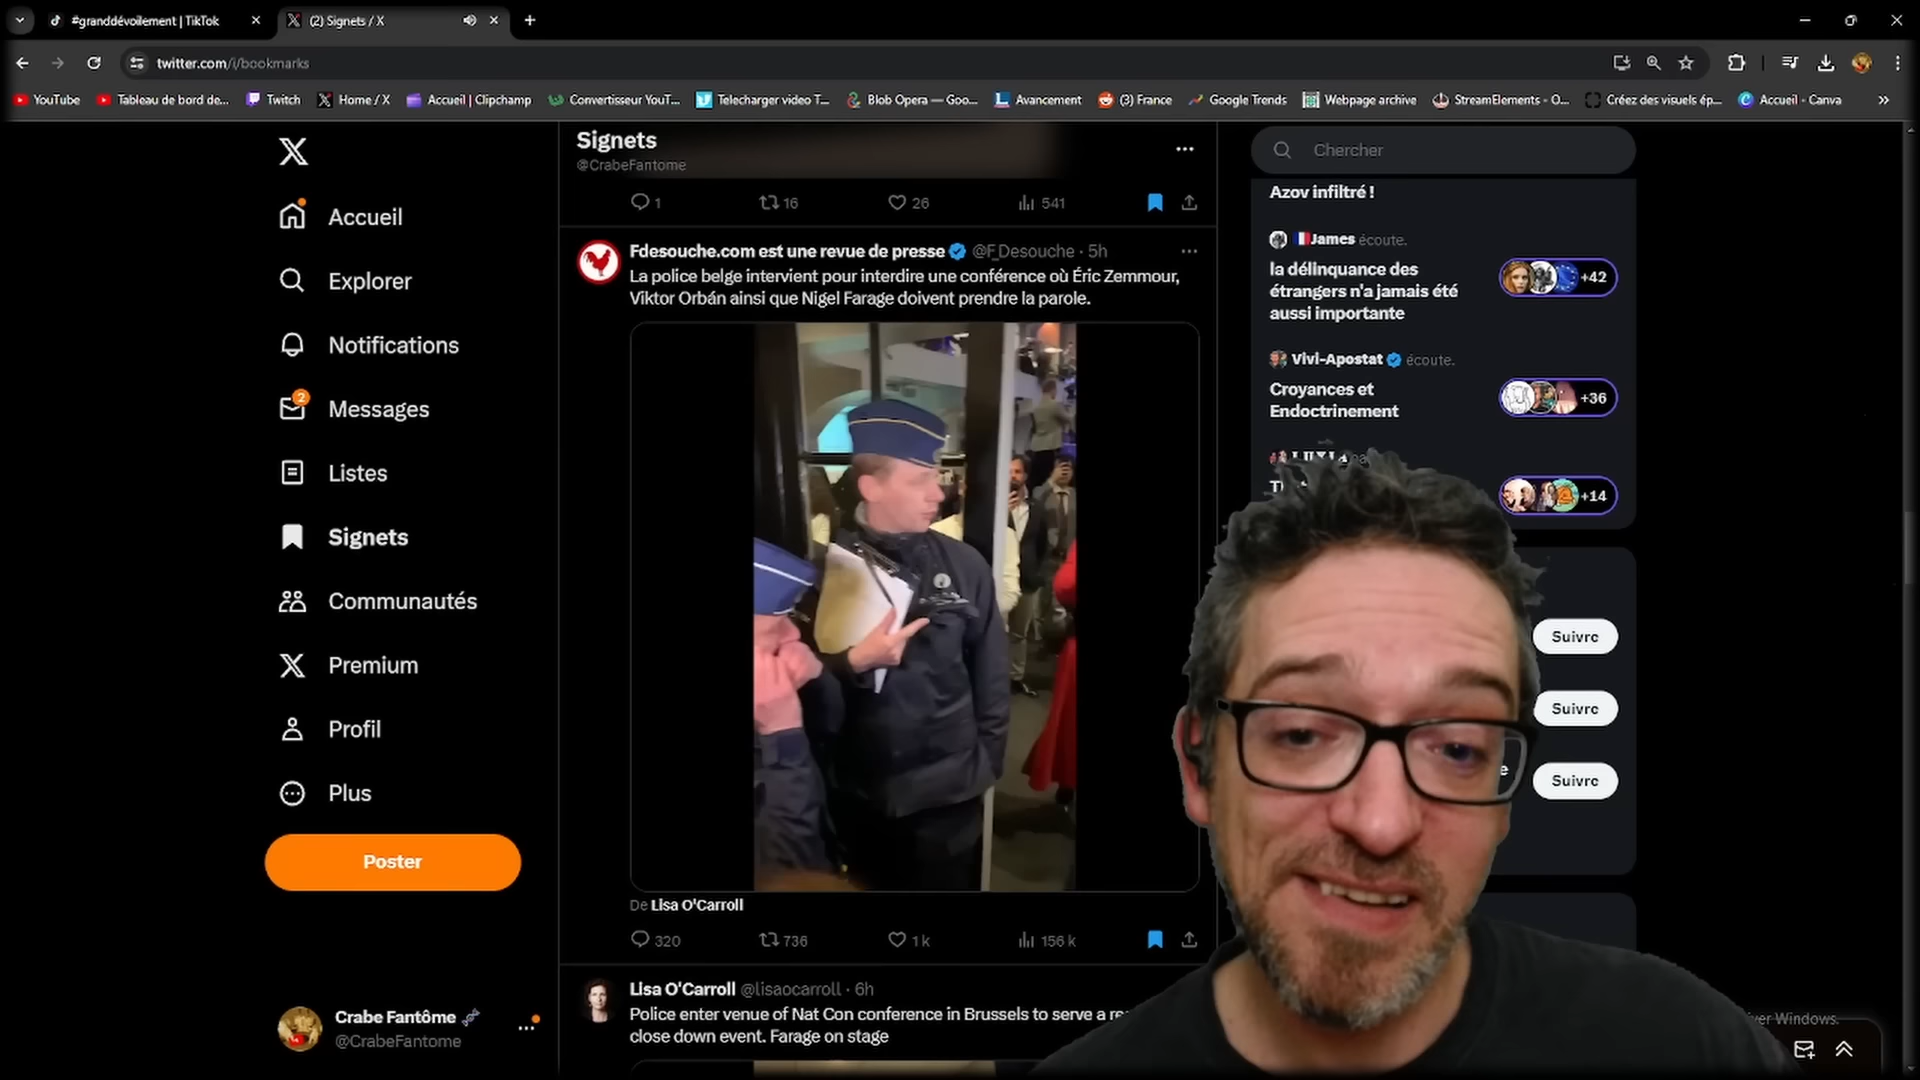 #granddévoilement | TikTok
(2) Signets / X
twitter.com/i/bookmarks
YouTube
Tableau de bord de...
Twitch
Home / X
Accueil | Clipchamp
Convertisseur YouT...
Telecharger video T...
Blob Opera — Goo...
Avancement
(3) France
Google Trends
Webpage archive
StreamElements - O...
Créez des visuels ép...
Accueil - Canva
Accueil
Explorer
Notifications
2
Messages
Listes
Signets
Communautés
Premium
Profil
Plus
Poster
Crabe Fantôme
@CrabeFantome
Signets
@CrabeFantome
1
16
26
541
Fdesouche.com est une revue de presse @F_Desouche · 5h
La police belge intervient pour interdire une conférence où Éric Zemmour,
Viktor Orbán ainsi que Nigel Farage doivent prendre la parole.
De Lisa O'Carroll
320
736
1 k
156 k
Lisa O'Carroll @lisaocarroll · 6h
Police enter venue of Nat Con conference in Brussels to serve a
close down event. Farage on stage
Chercher
Azov infiltré !
James écoute.
la délinquance des
étrangers n'a jamais été
aussi importante
+42
Vivi-Apostat écoute.
Croyances et
Endoctrinement
+36
+14
Suivre
Suivre
Suivre
Windows.